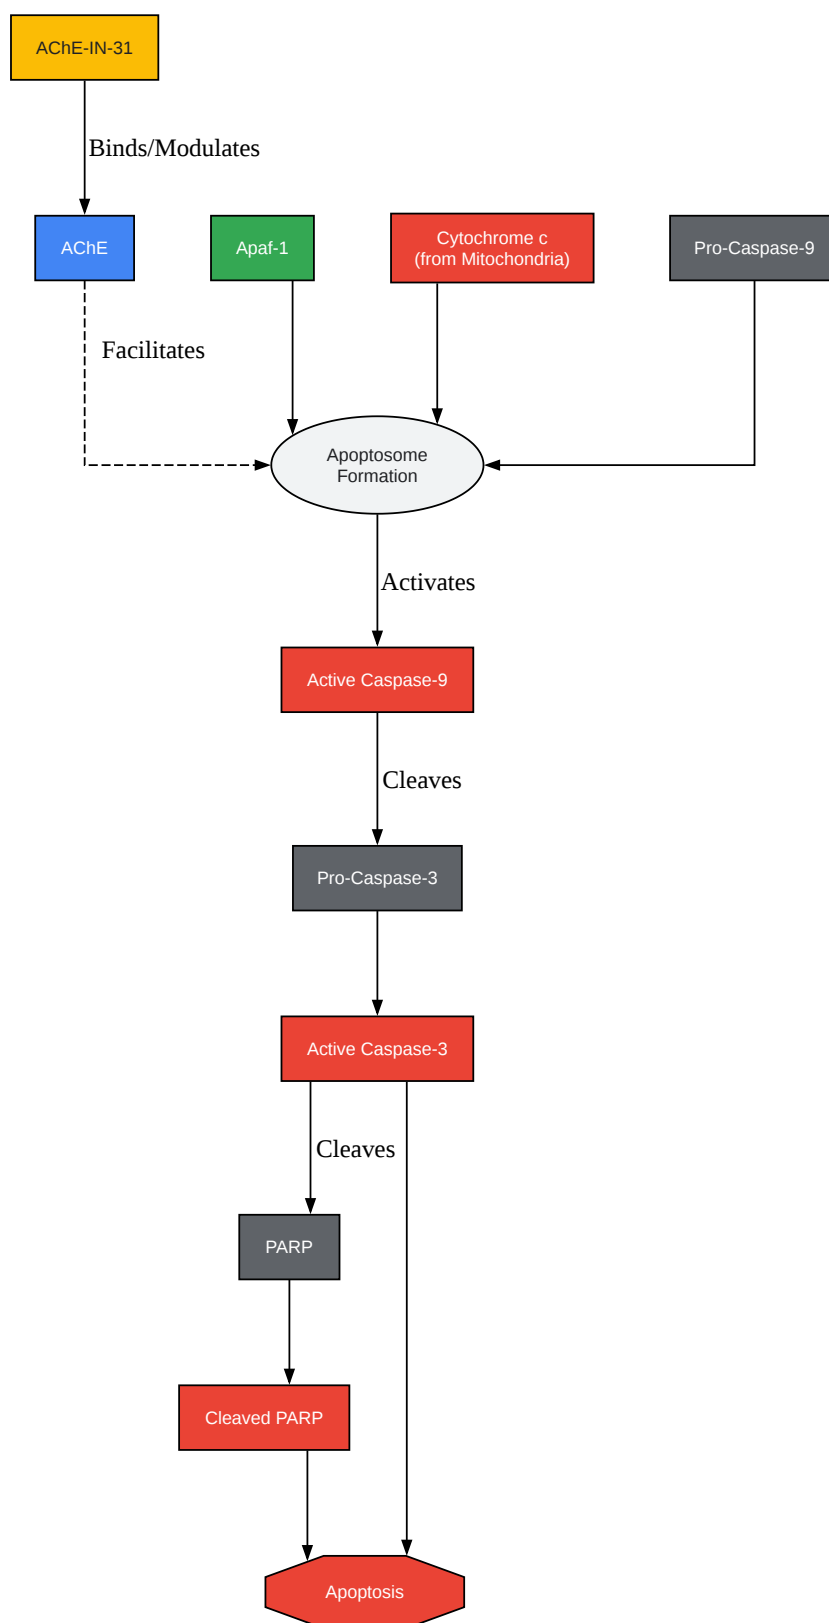 AChE-IN-31
Binds/Modulates
AChE
Apaf-1
Cytochrome c
(from Mitochondria)
Pro-Caspase-9
Facilitates
Apoptosome
Formation
Activates
Active Caspase-9
Cleaves
Pro-Caspase-3
Active Caspase-3
Cleaves
PARP
Cleaved PARP
Apoptosis